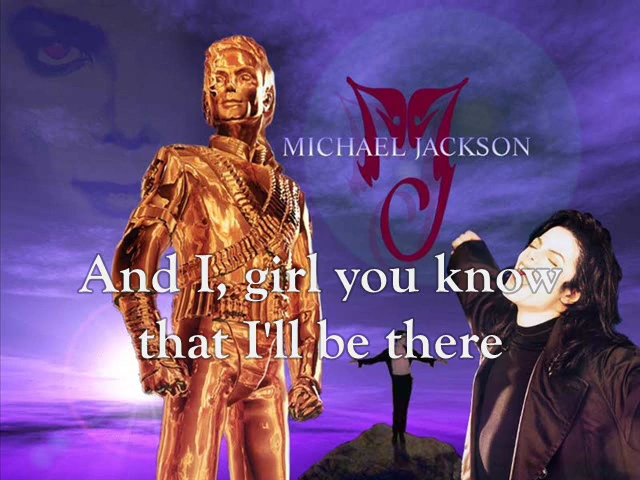 MICHAEL JACKSON
And I, girl you know
that I'll be there